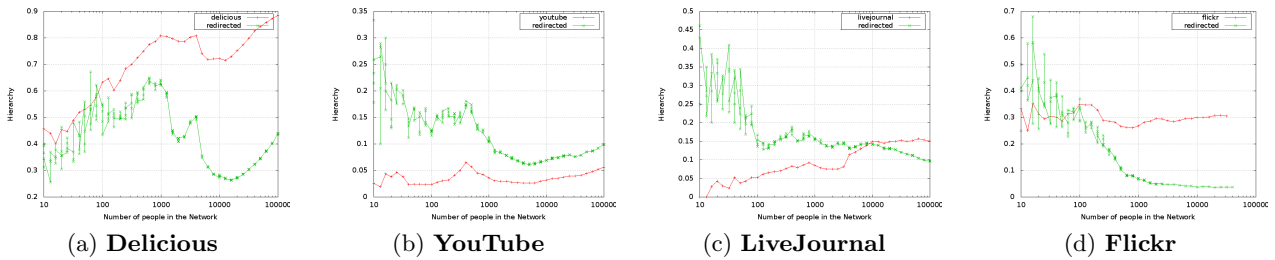 delicious
redirected
0.9
0.8
0.7
0.6
0.5
0.4
0.3
0.2
Hierarchy
10 100 1000 10000 100000
Number of people in the Network
(a) Delicious
youtube
redirected
0.35
0.3
0.25
0.2
0.15
0.1
0.05
0
Hierarchy
10 100 1000 10000 100000
Number of people in the Network
(b) YouTube
livejournal
redirected
0.5
0.45
0.4
0.35
0.3
0.25
0.2
0.15
0.1
0.05
0
Hierarchy
10 100 1000 10000 100000
Number of people in the Network
(c) LiveJournal
flickr
redirected
0.7
0.6
0.5
0.4
0.3
0.2
0.1
0
Hierarchy
10 100 1000 10000 100000
Number of people in the Network
(d) Flickr